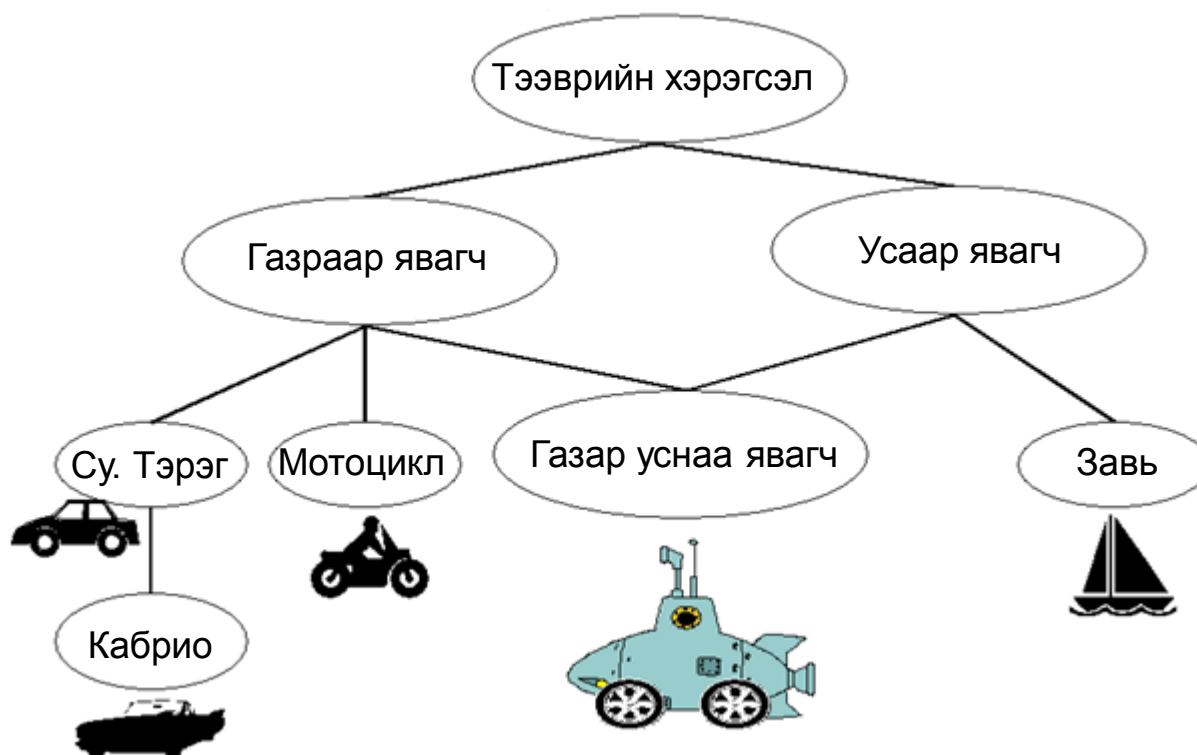 Тээврийн хэрэгсэл
Газраар явагч
Усаар явагч
Су. Тэрэг
Мотоцикл
Газар уснаа явагч
Завь
Кабрио